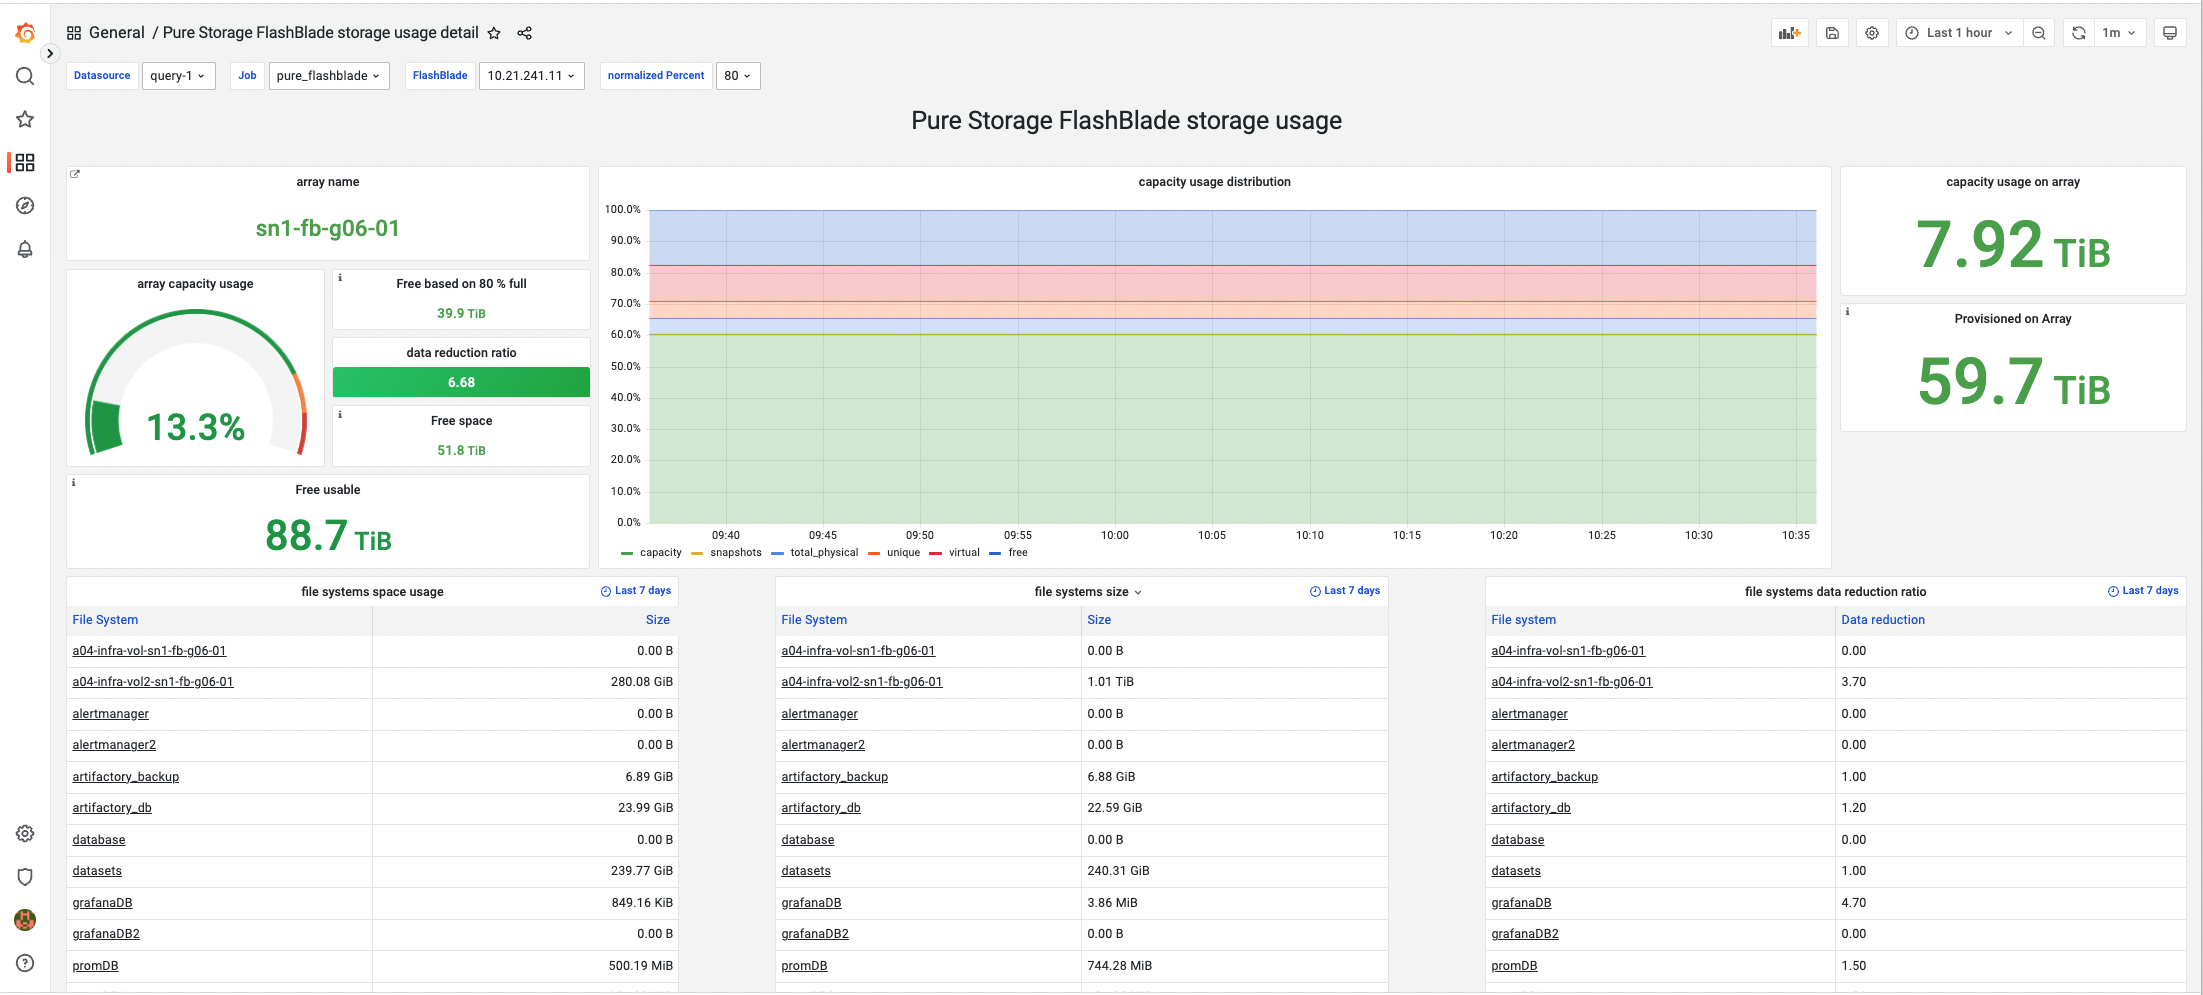 General / Pure Storage FlashBlade storage usage detail
Last 1 hour
1m
Datasource query-1 Job pure_flashblade FlashBlade 10.21.241.11 normalized Percent 80
Pure Storage FlashBlade storage usage
array name
sn1-fb-g06-01
array capacity usage
13.3%
Free based on 80 % full
39.9 TiB
data reduction ratio
6.68
Free space
51.8 TiB
Free usable
88.7 TiB
capacity usage distribution
100.0%
90.0%
80.0%
70.0%
60.0%
50.0%
40.0%
30.0%
20.0%
10.0%
0.0%
09:40 09:45 09:50 09:55 10:00 10:05 10:10 10:15 10:20 10:25 10:30 10:35
capacity snapshots total_physical unique virtual free
capacity usage on array
7.92 TiB
Provisioned on Array
59.7 TiB
file systems space usage Last 7 days
File System Size
a04-infra-vol-sn1-fb-g06-01 0.00 B
a04-infra-vol2-sn1-fb-g06-01 280.08 GiB
alertmanager 0.00 B
alertmanager2 0.00 B
artifactory_backup 6.89 GiB
artifactory_db 23.99 GiB
database 0.00 B
datasets 239.77 GiB
grafanaDB 849.16 KiB
grafanaDB2 0.00 B
promDB 500.19 MiB
file systems size Last 7 days
File System Size
a04-infra-vol-sn1-fb-g06-01 0.00 B
a04-infra-vol2-sn1-fb-g06-01 1.01 TiB
alertmanager 0.00 B
alertmanager2 0.00 B
artifactory_backup 6.88 GiB
artifactory_db 22.59 GiB
database 0.00 B
datasets 240.31 GiB
grafanaDB 3.86 MiB
grafanaDB2 0.00 B
promDB 744.28 MiB
file systems data reduction ratio Last 7 days
File system Data reduction
a04-infra-vol-sn1-fb-g06-01 0.00
a04-infra-vol2-sn1-fb-g06-01 3.70
alertmanager 0.00
alertmanager2 0.00
artifactory_backup 1.00
artifactory_db 1.20
database 0.00
datasets 1.00
grafanaDB 4.70
grafanaDB2 0.00
promDB 1.50